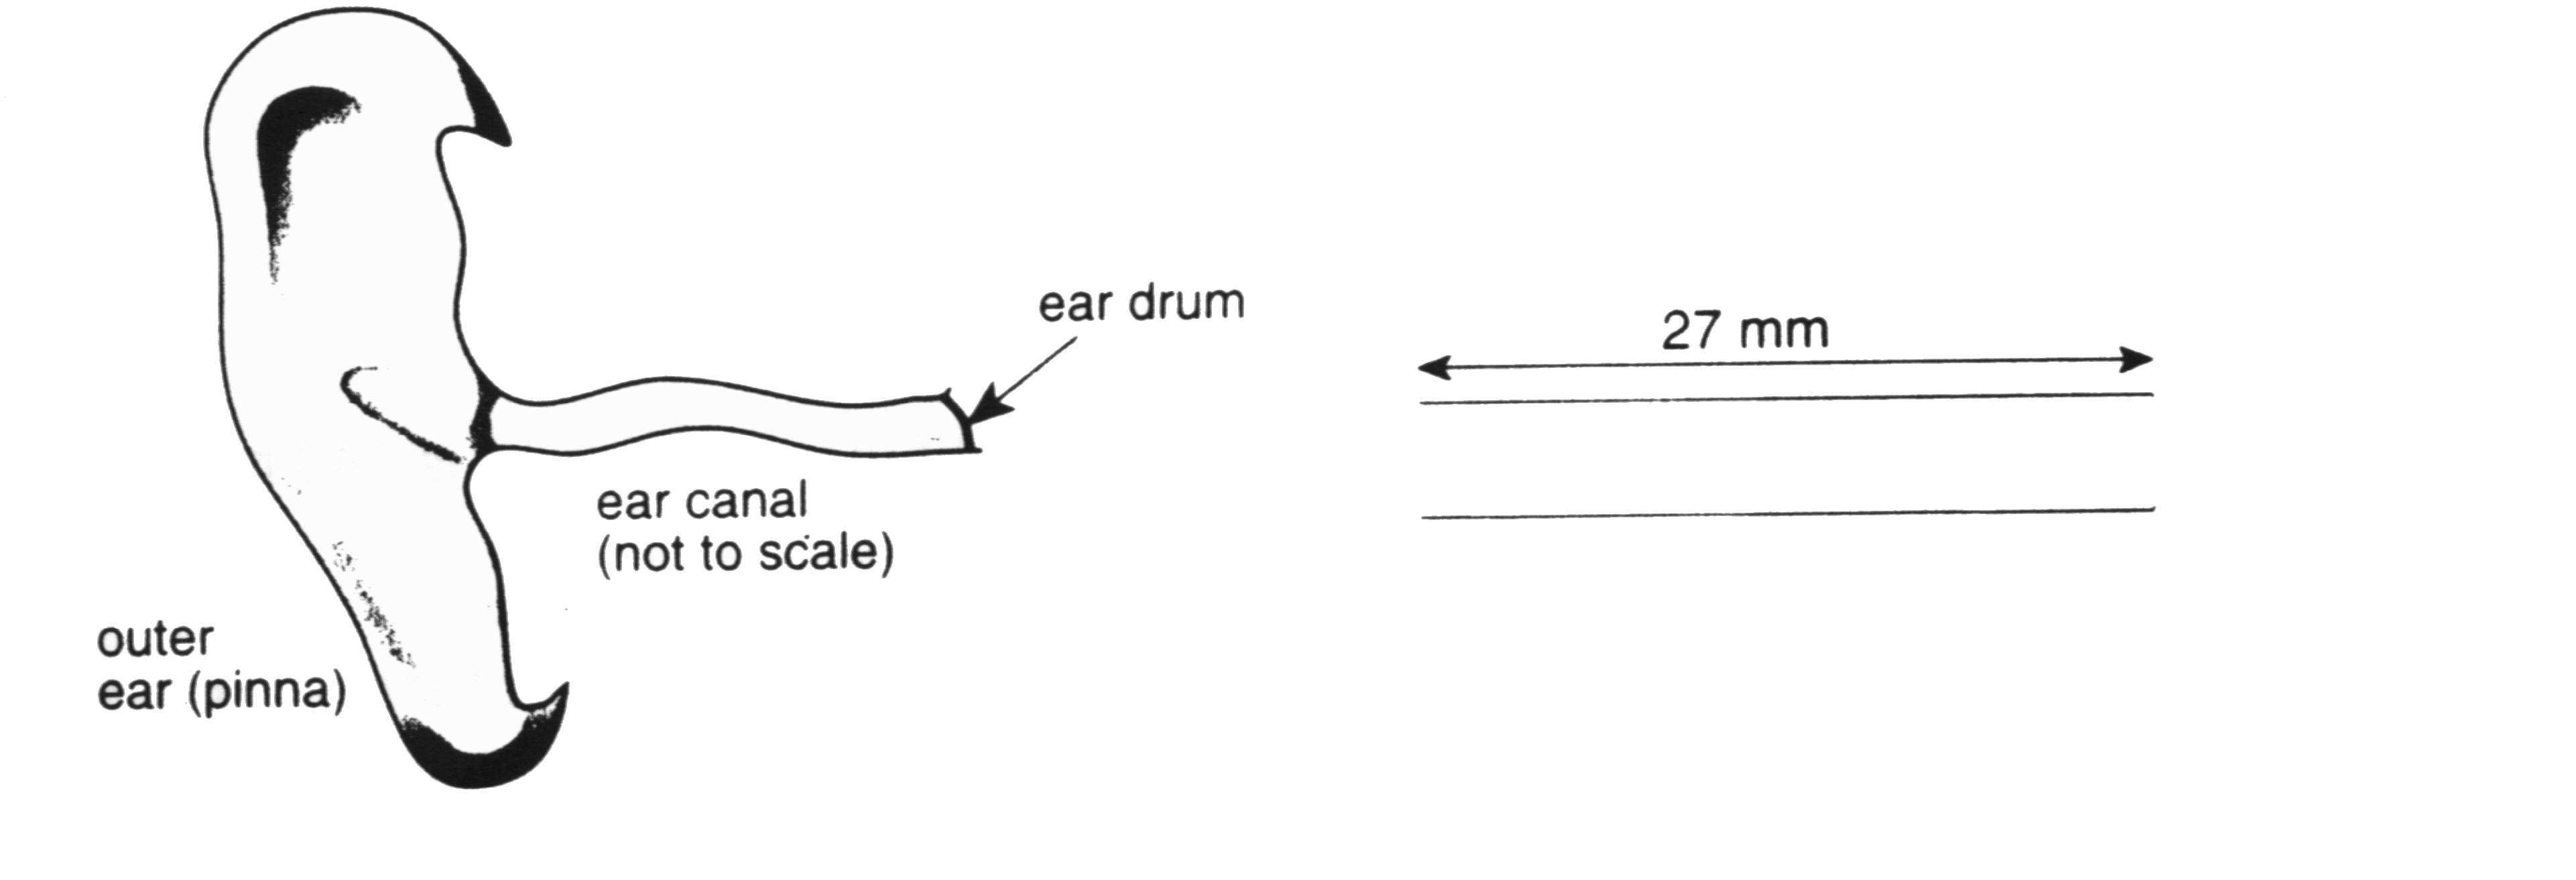 ear drum
27 mm
ear canal
(not to scale)
outer
ear (pinna)